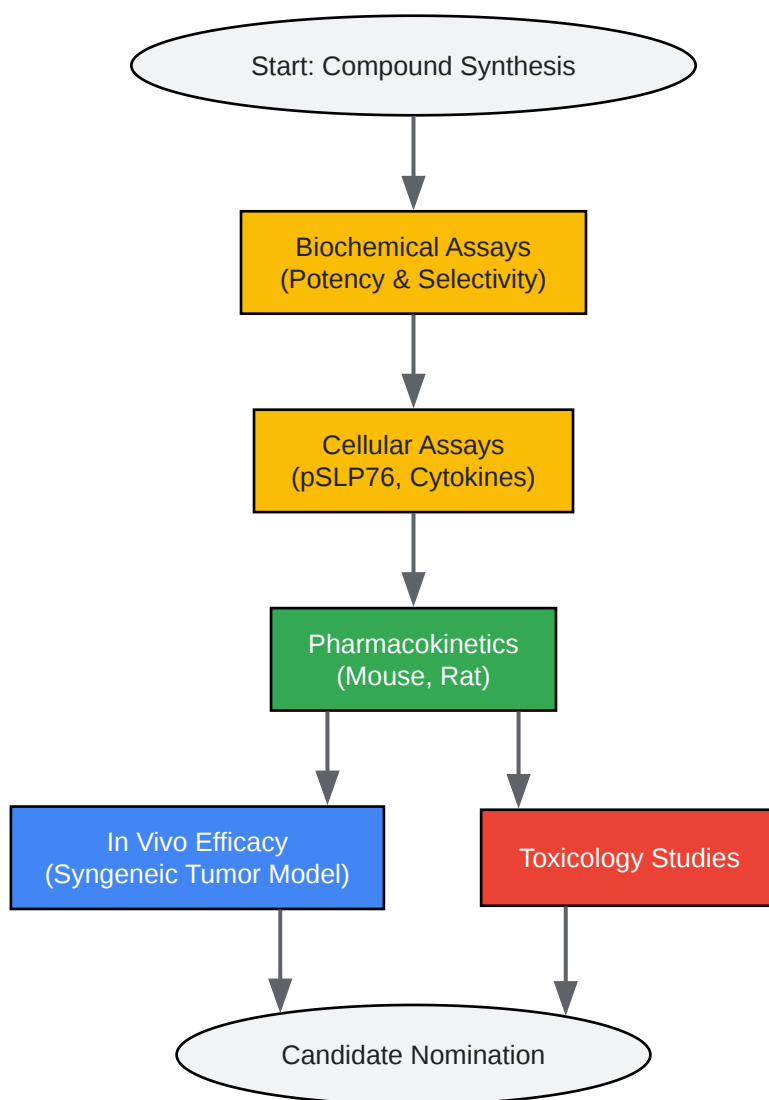 Start: Compound Synthesis
Biochemical Assays
(Potency & Selectivity)
Cellular Assays
(pSLP76, Cytokines)
Pharmacokinetics
(Mouse, Rat)
In Vivo Efficacy
(Syngeneic Tumor Model)
Toxicology Studies
Candidate Nomination